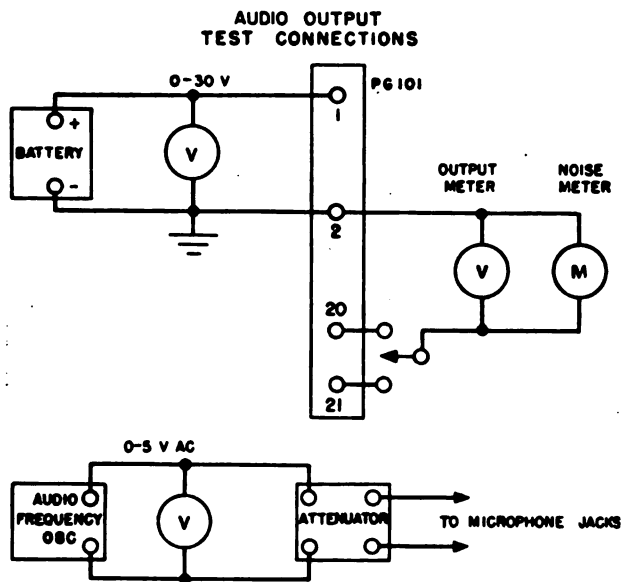 AUDIO OUTPUT
TEST CONNECTIONS
0-30 V
PG101
1
+
BATTERY
V
-
2
OUTPUT
METER
NOISE
METER
V
M
20
21
0-5 V AC
AUDIO
FREQUENCY
OSC
V
ATTENUATOR
TO MICROPHONE JACKS